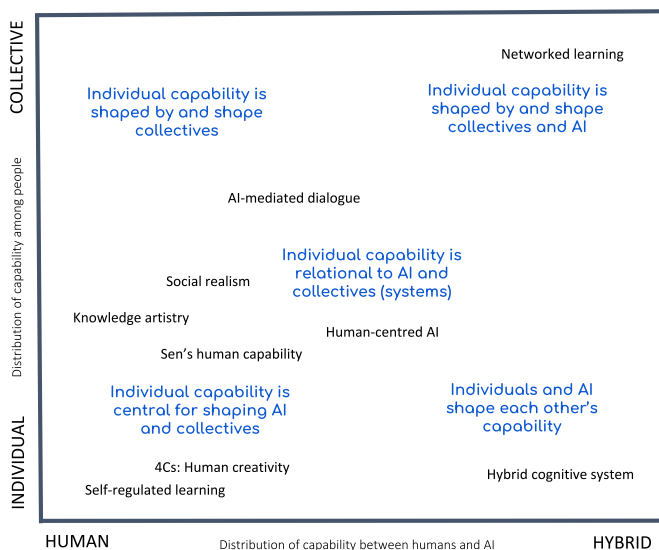 COLLECTIVE
Networked learning
Individual capability is
shaped by and shape
collectives
Individual capability is
shaped by and shape
collectives and AI
Distribution of capability among people
AI-mediated dialogue
Individual capability is
relational to AI and
collectives (systems)
Social realism
Knowledge artistry
Human-centred AI
Sen's human capability
Individual capability is
central for shaping AI
and collectives
Individuals and AI
shape each other's
capability
INDIVIDUAL
4Cs: Human creativity
Self-regulated learning
Hybrid cognitive system
HUMAN
Distribution of capability between humans and AI
HYBRID